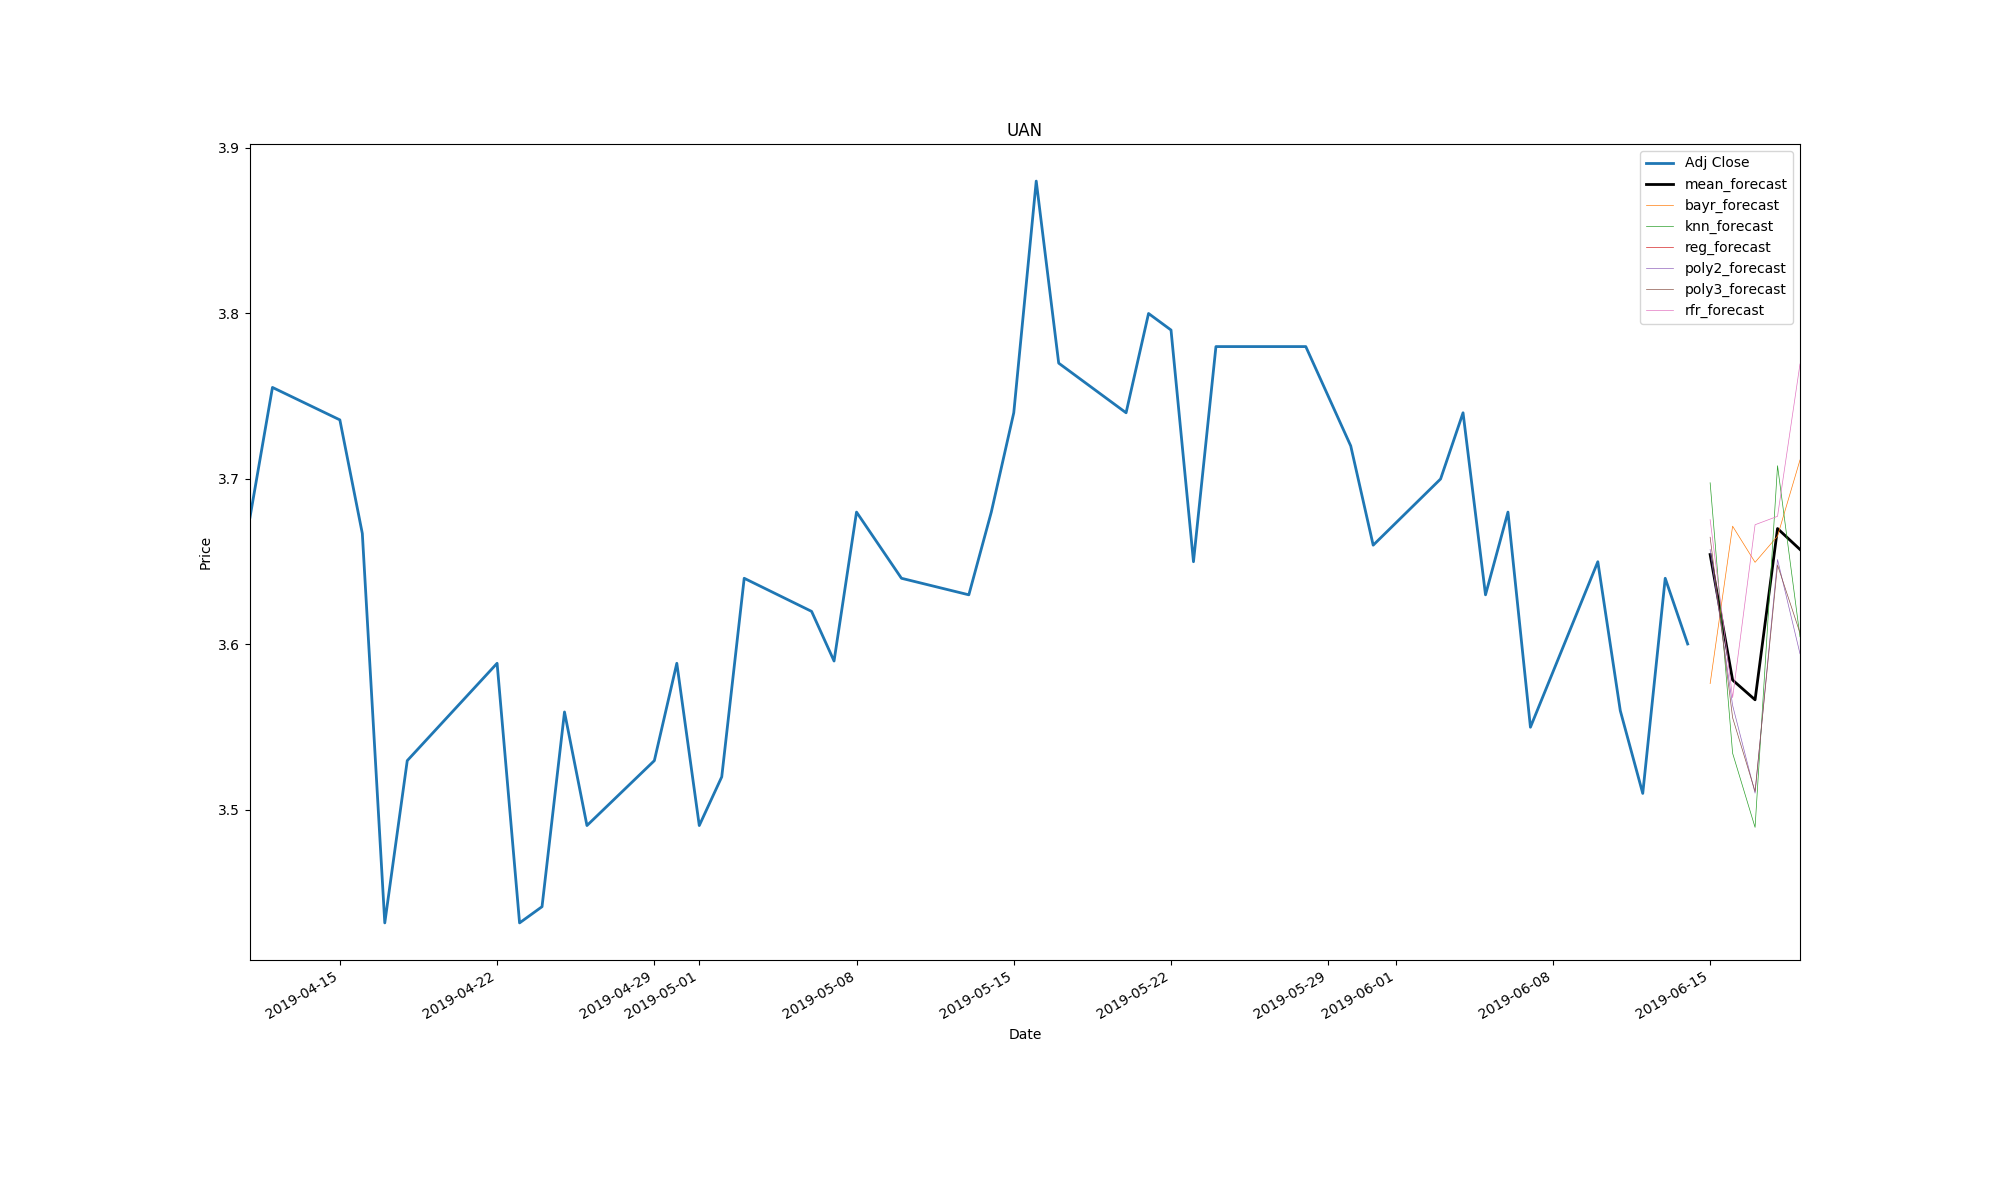 UAN
3.9
3.8
3.7
3.6
3.5
Price
Adj Close
mean_forecast
bayr_forecast
knn_forecast
reg_forecast
poly2_forecast
poly3_forecast
rfr_forecast
2019-04-15
2019-04-22
2019-04-29
2019-05-01
2019-05-08
2019-05-15
2019-05-22
2019-05-29
2019-06-01
2019-06-08
2019-06-15
Date